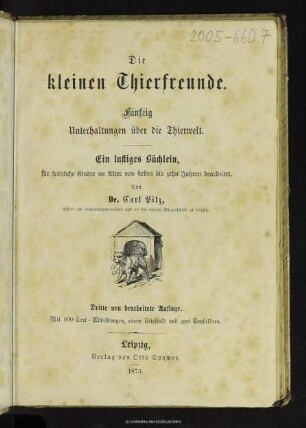 2005-660.7
Die
kleinen Thierfreunde.
Fünfzig
Unterhaltungen über die Thierwelt.
Ein lustiges Büchlein,
für fröhliche Kinder im Alter von sieben bis zehn Jahren bearbeitet.
Von
Dr. Carl Pilz,
Dritte neu bearbeitete Auflage.
Mit 100 Text-Abbildungen, einem Titelbild und zwei Tonbildern.
Leipzig,
Verlag von Otto Spamer.
1874.